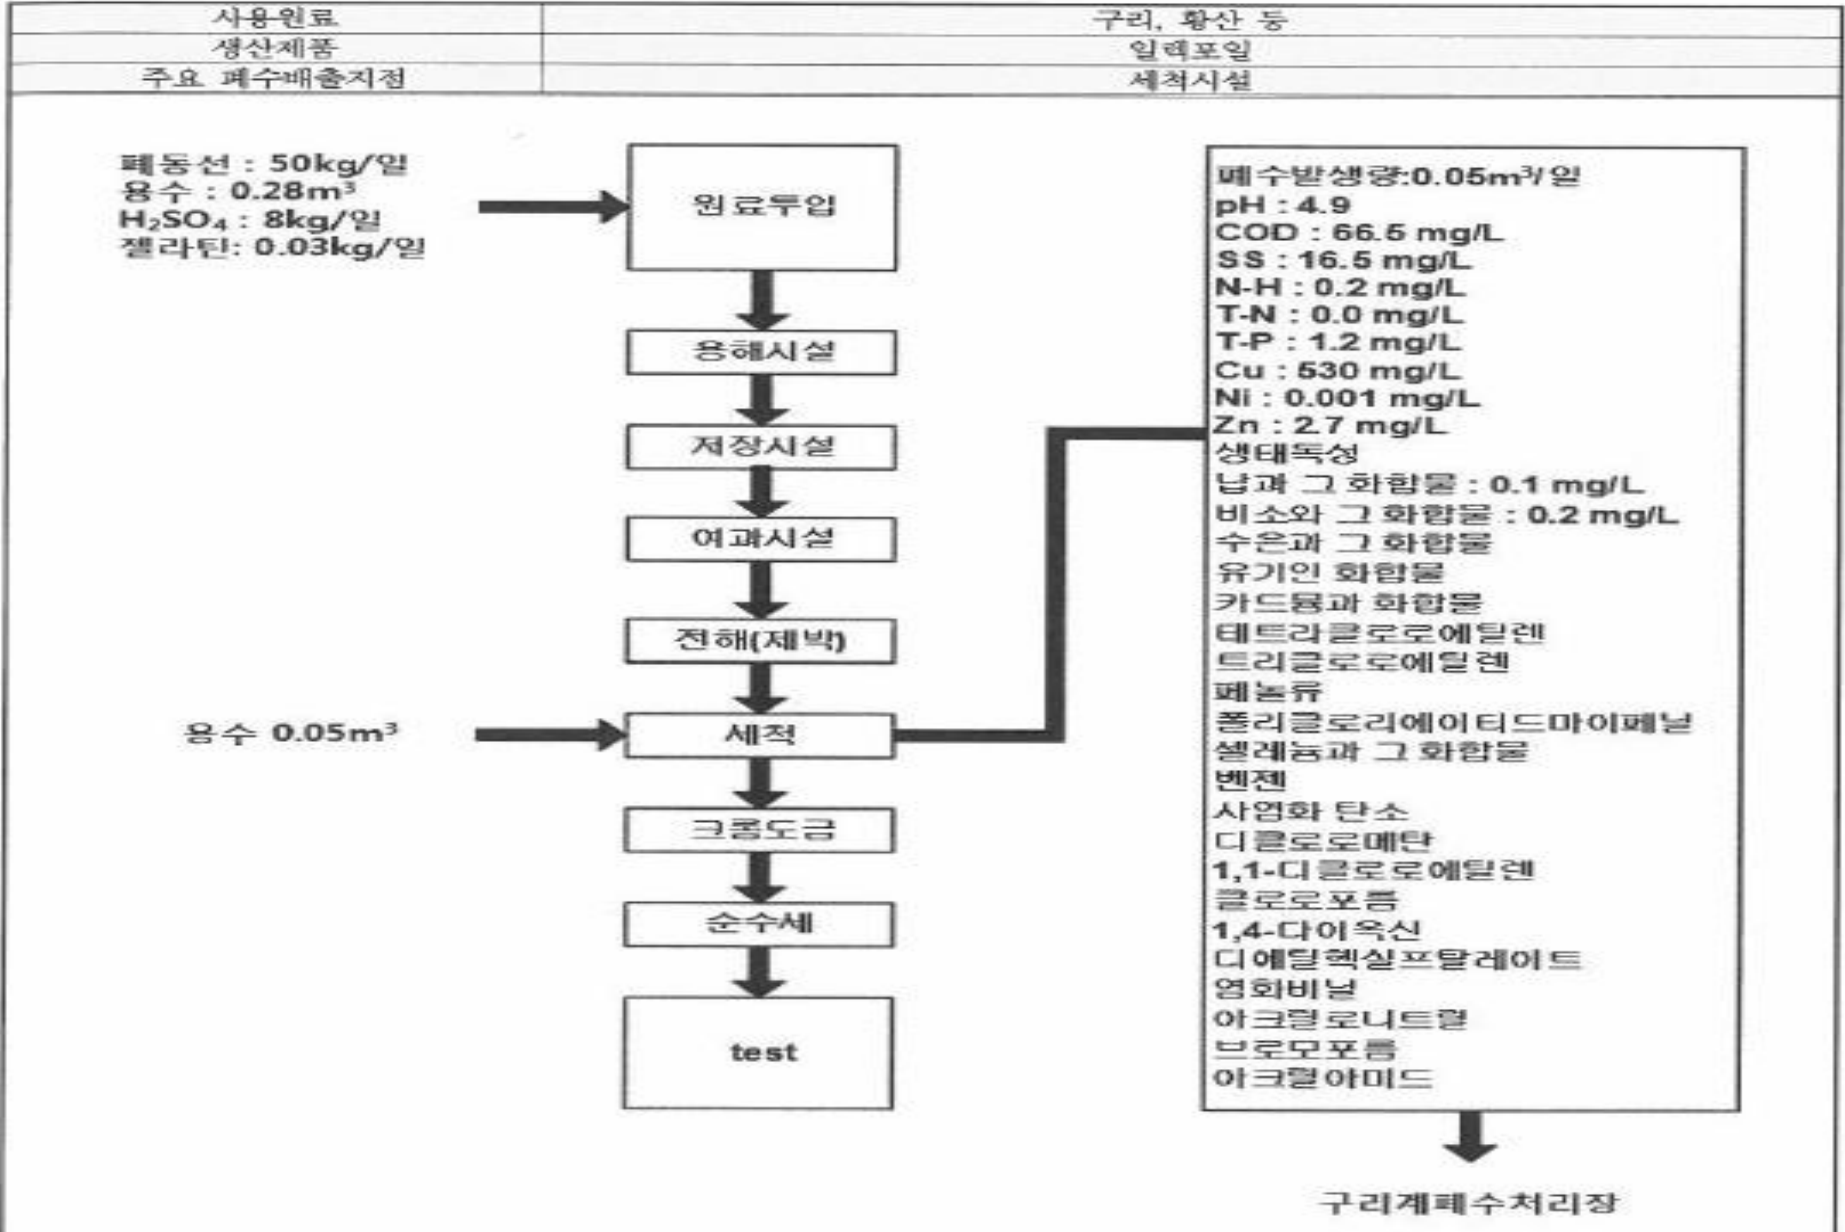 사용원료 구리, 황산 등
생산제품 일렉포일
주요 폐수배출지점 세척시설
폐동선 : 50kg/일
용수 : 0.28m³
H₂SO₄ : 8kg/일
젤라틴: 0.03kg/일
원료투입
용해시설
저장시설
여과시설
전해(제박)
용수 0.05m³
세척
크롬도금
순수세
test
폐수발생량:0.05m³/일
pH : 4.9
COD : 66.5 mg/L
SS : 16.5 mg/L
N-H : 0.2 mg/L
T-N : 0.0 mg/L
T-P : 1.2 mg/L
Cu : 530 mg/L
Ni : 0.001 mg/L
Zn : 2.7 mg/L
생태독성
납과 그 화합물 : 0.1 mg/L
비소와 그 화합물 : 0.2 mg/L
수은과 그 화합물
유기인 화합물
카드뮴과 화합물
테트라클로로에틸렌
트리클로로에틸렌
페놀류
폴리클로리에이티드마이페닐
셀레늄과 그 화합물
벤젠
사염화 탄소
디클로로메탄
1,1-디클로로에틸렌
클로로포름
1,4-다이옥신
디에틸헥실프탈레이트
염화비닐
아크릴로니트릴
브로모포름
아크릴아미드
구리계폐수처리장